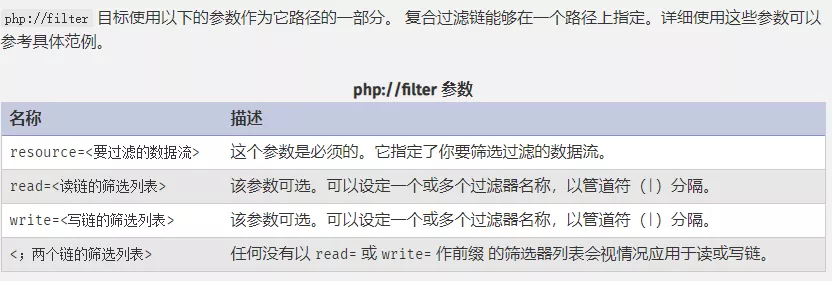 php://filter 目标使用以下的参数作为它路径的一部分。 复合过滤链能够在一个路径上指定。详细使用这些参数可以
参考具体范例。
php://filter 参数
名称 描述
resource=<要过滤的数据流> 这个参数是必须的。它指定了你要筛选过滤的数据流。
read=<读链的筛选列表> 该参数可选。可以设定一个或多个过滤器名称，以管道符（|）分隔。
write=<写链的筛选列表> 该参数可选。可以设定一个或多个过滤器名称，以管道符（|）分隔。
<；两个链的筛选列表> 任何没有以 read= 或 write= 作前缀 的筛选器列表会视情况应用于读或写链。